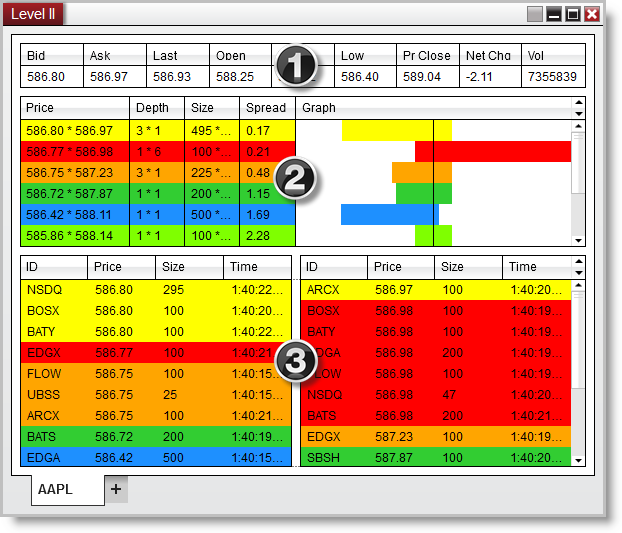 Level II
Bid Ask Last Open Low Pr Close Net Chg Vol
586.80 586.97 586.93 588.25 586.40 589.04 -2.11 7355839
1
Price Depth Size Spread Graph
586.80 * 586.97 3 * 1 495 *... 0.17
586.77 * 586.98 1 * 6 100 *... 0.21
586.75 * 587.23 3 * 1 225 *... 0.48
2
586.72 * 587.87 1 * 1 200 *... 1.15
586.42 * 588.11 1 * 1 500 *... 1.69
585.86 * 588.14 1 * 1 100 *... 2.28
ID Price Size Time ID Price Size Time
NSDQ 586.80 295 1:40:22... ARCX 586.97 100 1:40:20...
BOSX 586.80 100 1:40:20... BOSX 586.98 100 1:40:19...
BATY 586.80 100 1:40:22... BATY 586.98 100 1:40:19...
EDGX 586.77 100 1:40:21 EDGA 586.98 200 1:40:19...
3
FLOW 586.75 100 1:40:15... FLOW 586.98 100 1:40:19...
UBSS 586.75 25 1:40:15... NSDQ 586.98 47 1:40:20...
ARCX 586.75 100 1:40:21... BATS 586.98 200 1:40:21...
BATS 586.72 200 1:40:19... EDGX 587.23 100 1:40:20...
EDGA 586.42 500 1:40:15... SBSH 587.87 100 1:40:20...
AAPL +